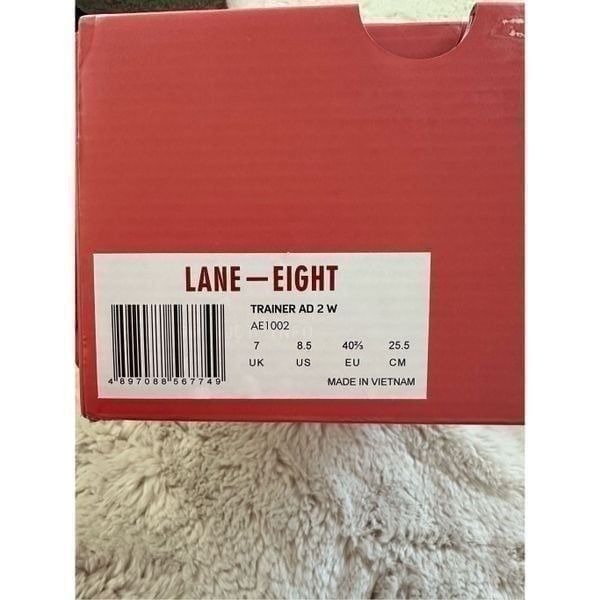 LANE—EIGHT
TRAINER AD 2 W
AE1002
7 8.5 40⅔ 25.5
UK US EU CM
4 897088 567749
MADE IN VIETNAM